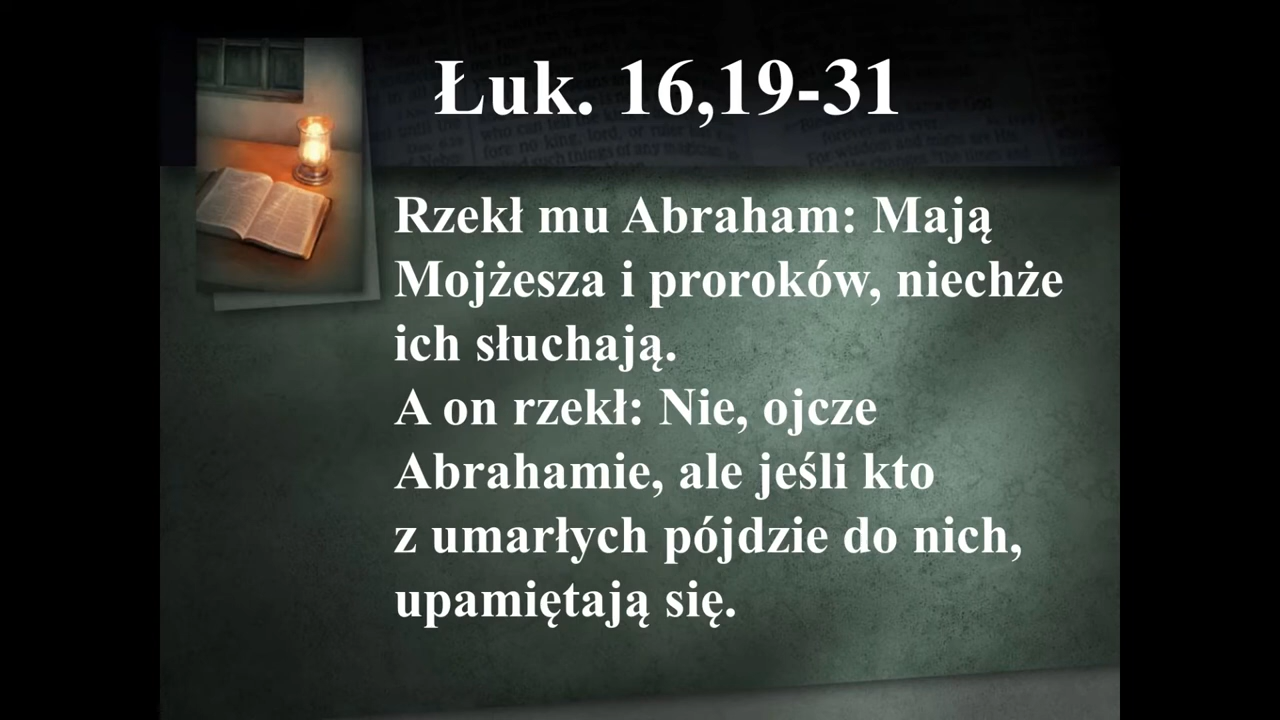 Łuk. 16,19-31
Rzekł mu Abraham: Mają
Mojżesza i proroków, niechże
ich słuchają.
A on rzekł: Nie, ojcze
Abrahamie, ale jeśli kto
z umarłych pójdzie do nich,
upamiętają się.